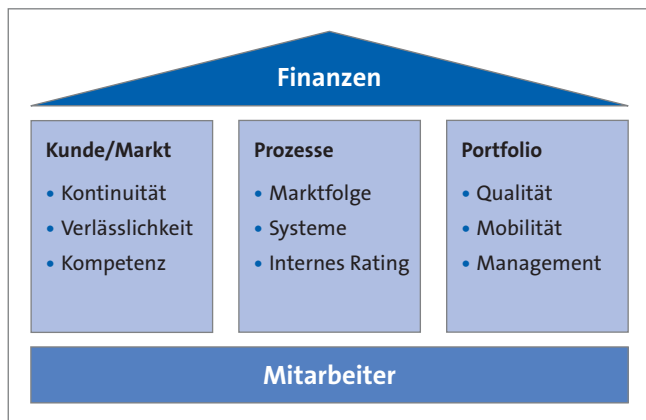 Finanzen
Kunde/Markt
• Kontinuität
• Verlässlichkeit
• Kompetenz
Prozesse
• Marktfolge
• Systeme
• Internes Rating
Portfolio
• Qualität
• Mobilität
• Management
Mitarbeiter